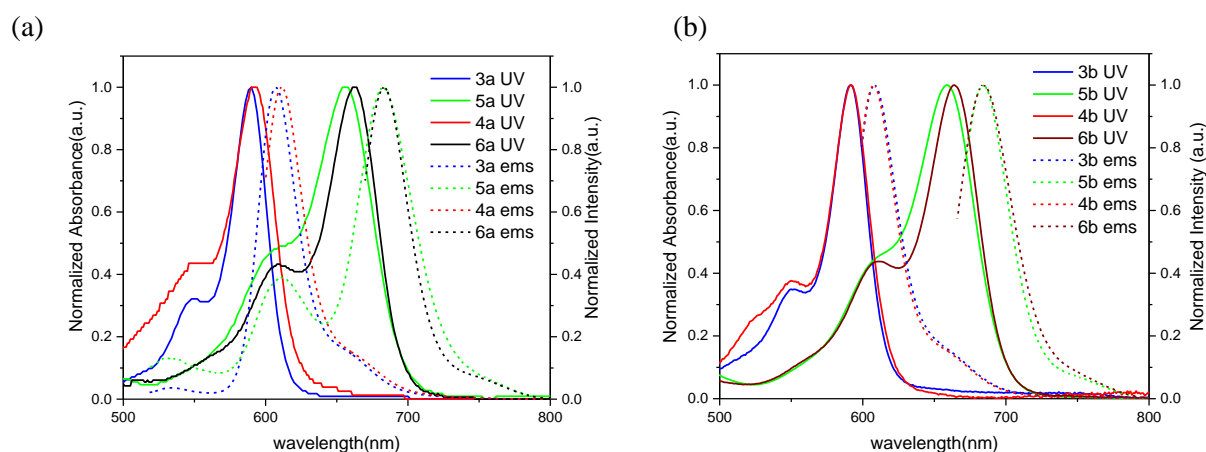 (a)
Normalized Absorbance(a.u.)
1.0
0.8
0.6
0.4
0.2
0.0
3a UV
5a UV
4a UV
6a UV
3a ems
5a ems
4a ems
6a ems
1.0
0.8
0.6
0.4
0.2
0.0
Normalized Intensity(a.u.)
500 600 700 800
wavelength(nm)
(b)
Normalized Absorbance(a.u.)
1.0
0.8
0.6
0.4
0.2
0.0
3b UV
5b UV
4b UV
6b UV
3b ems
5b ems
4b ems
6b ems
1.0
0.8
0.6
0.4
0.2
0.0
Normalized Intensity (a.u.)
500 600 700 800
wavelength(nm)